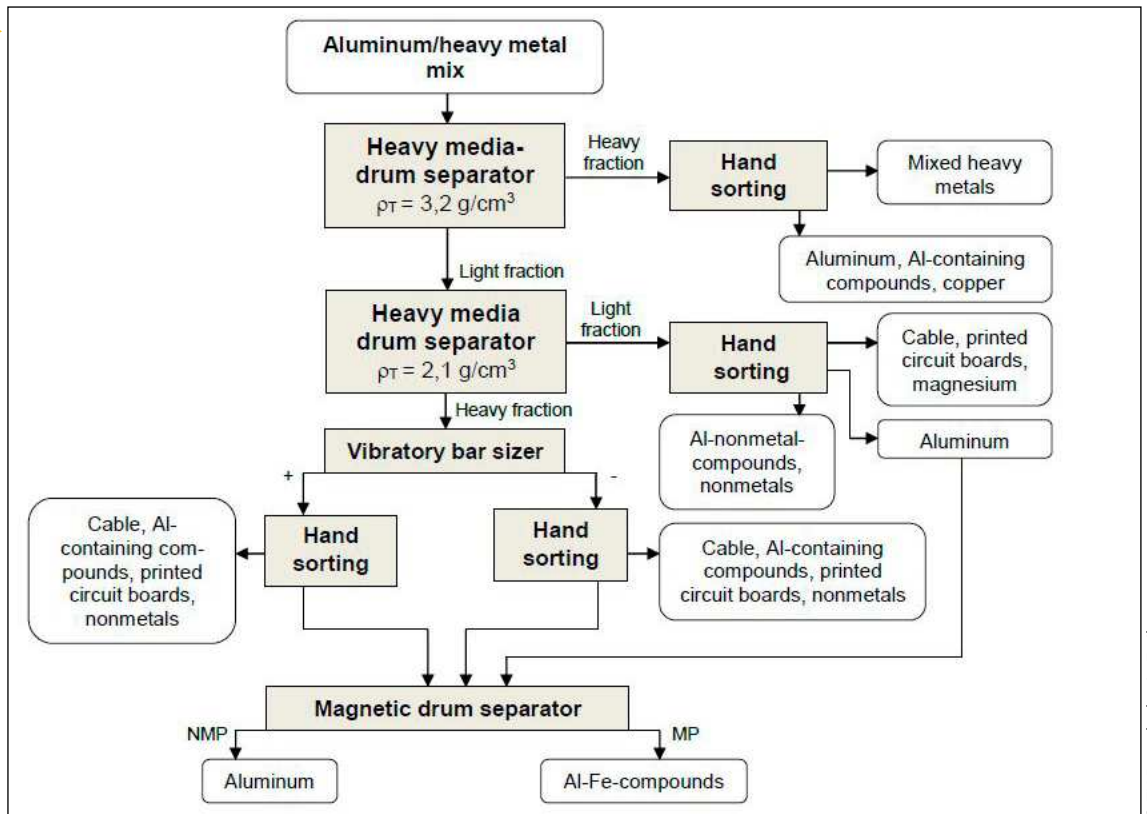 Aluminum/heavy metal
mix
Heavy media-
drum separator
ρT = 3,2 g/cm³
Heavy
fraction
Hand
sorting
Mixed heavy
metals
Aluminum, Al-containing
compounds, copper
Light fraction
Heavy media
drum separator
ρT = 2,1 g/cm³
Light
fraction
Hand
sorting
Cable, printed
circuit boards,
magnesium
Aluminum
Al-nonmetal-
compounds,
nonmetals
Heavy fraction
Vibratory bar sizer
+
-
Hand
sorting
Cable, Al-
containing com-
pounds, printed
circuit boards,
nonmetals
Hand
sorting
Cable, Al-containing
compounds, printed
circuit boards, nonmetals
Magnetic drum separator
NMP
MP
Aluminum
Al-Fe-compounds